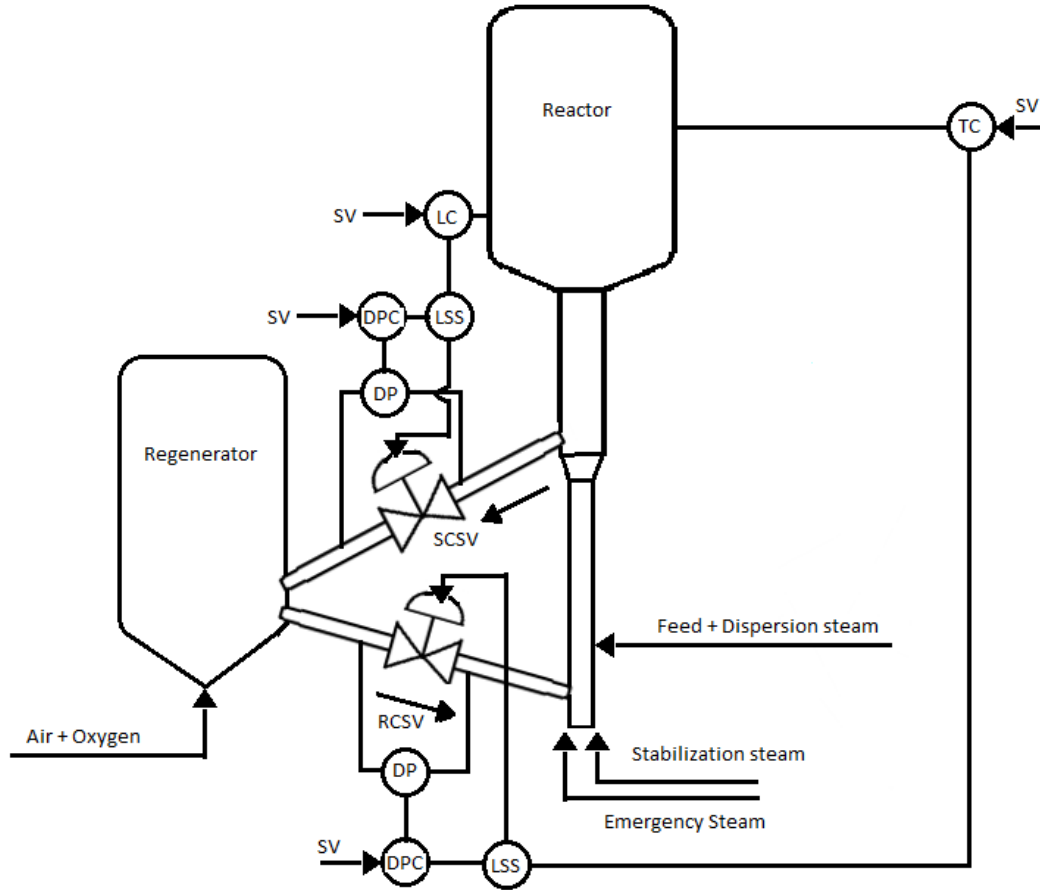 Reactor
TC
SV
SV
LC
SV
DPC
LSS
DP
Regenerator
SCSV
Feed + Dispersion steam
RCSV
Air + Oxygen
Stabilization steam
DP
Emergency Steam
SV
DPC
LSS